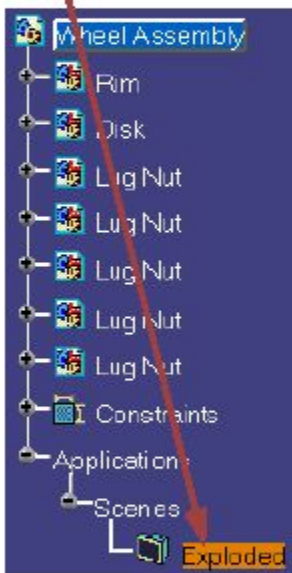 Wheel Assembly
Rim
Disk
Lug Nut
Lug Nut
Lug Nut
Lug Nut
Lug Nut
Constraints
Applications
Scenes
Exploded